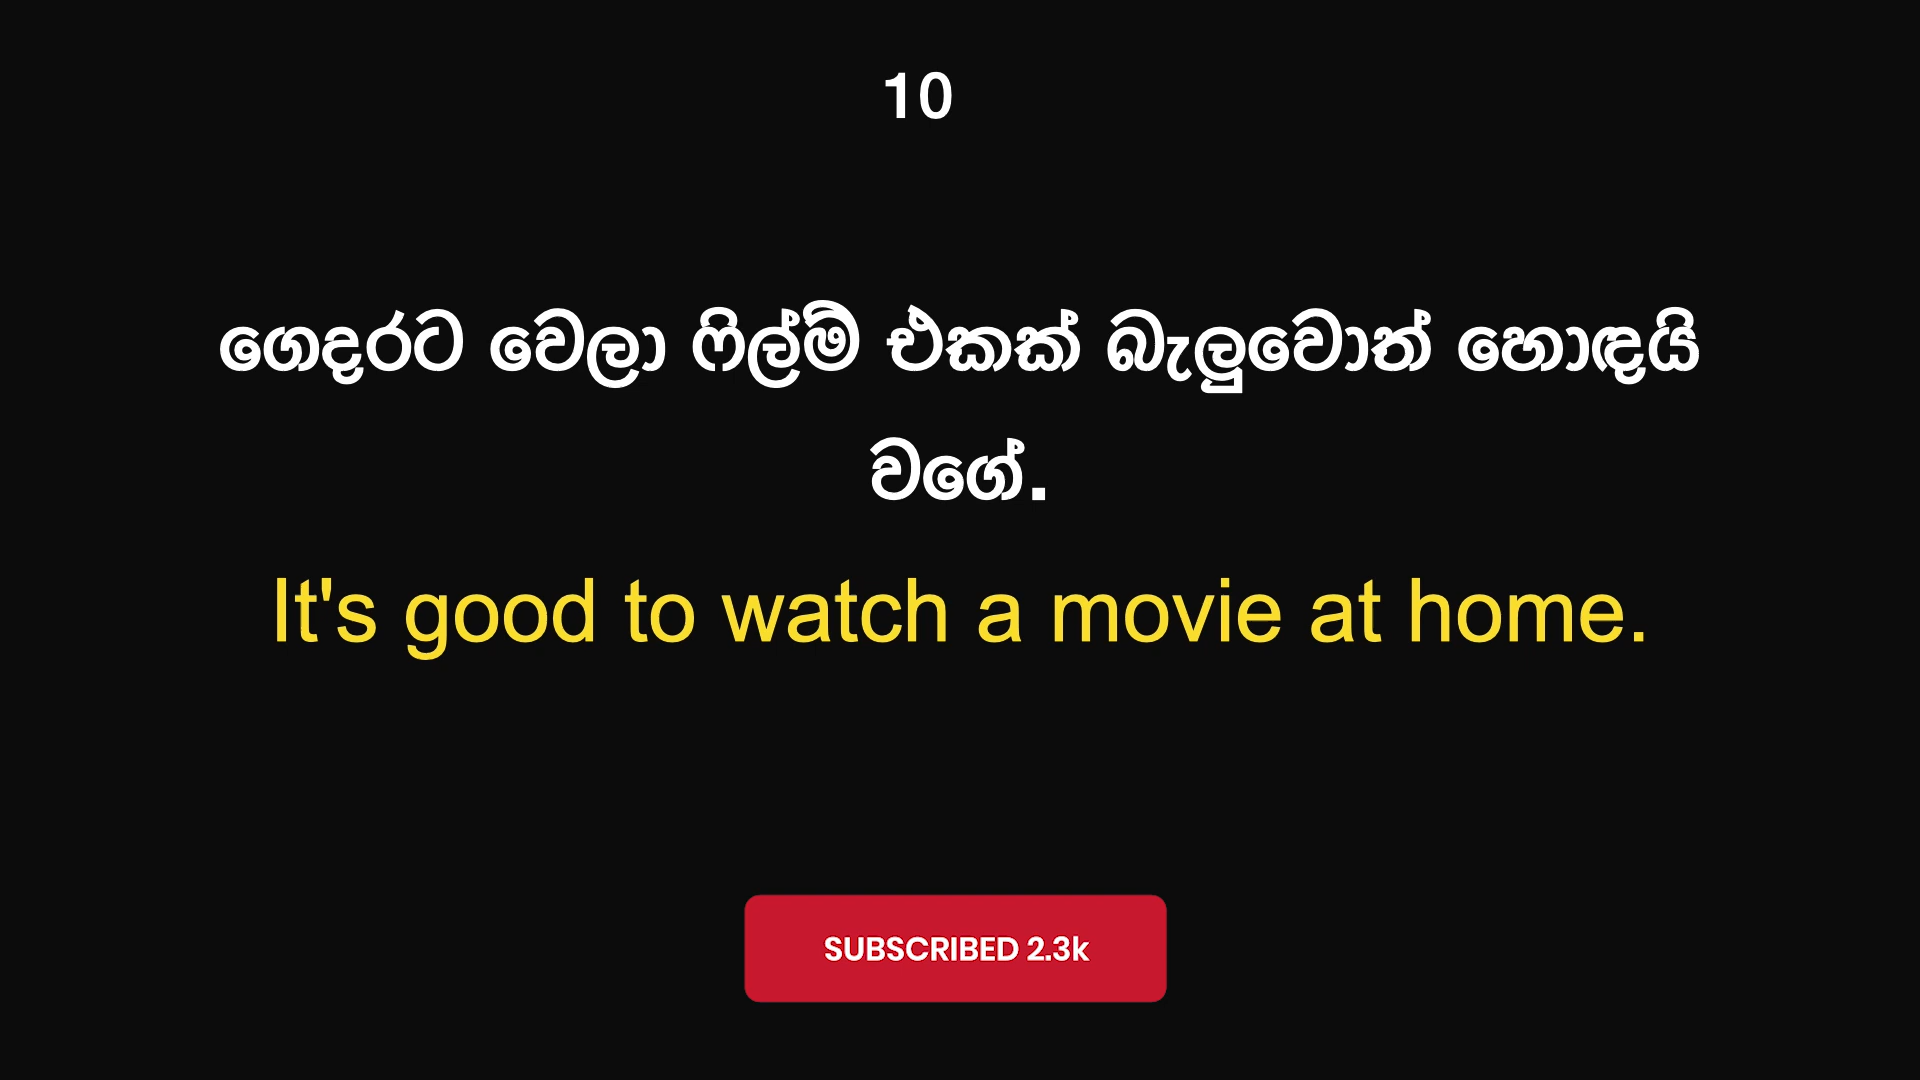 10
ගෙදරට වෙලා ෆිල්ම් එකක් බැලුවොත් හොඳයි
වගේ.
It's good to watch a movie at home.
SUBSCRIBED 2.3k